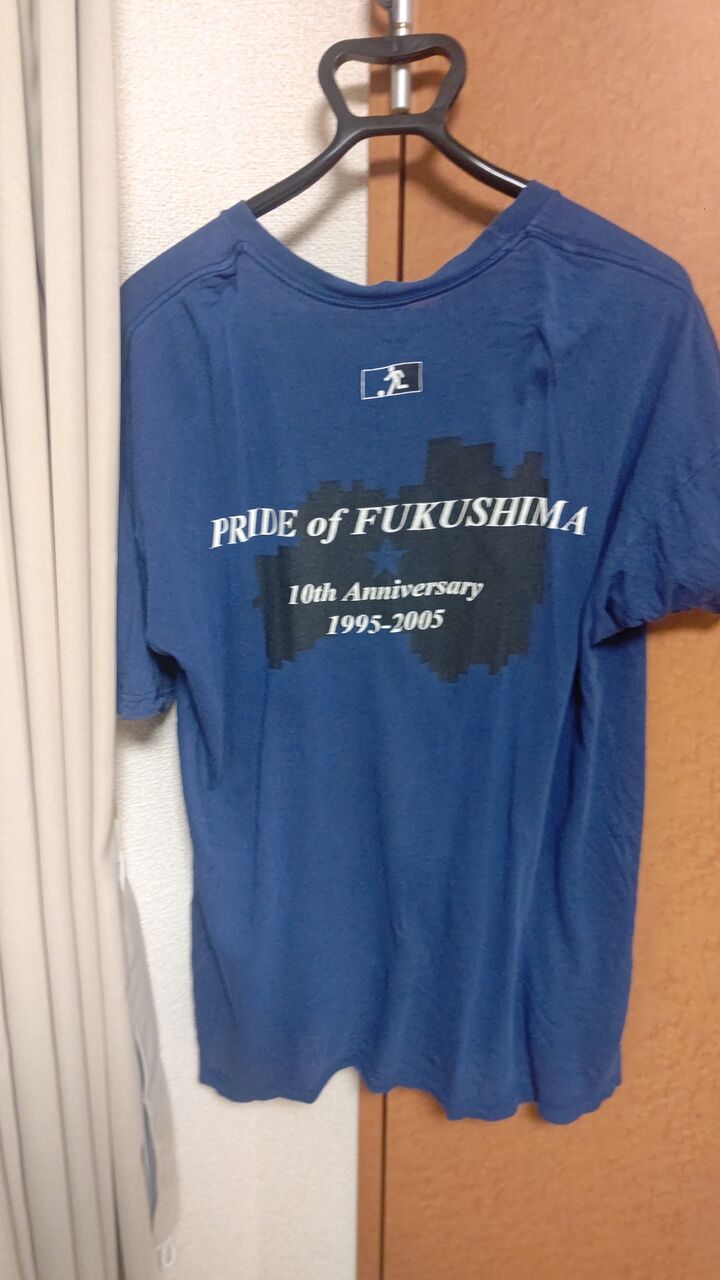 PRIDE of FUKUSHIMA
10th Anniversary
1995-2005